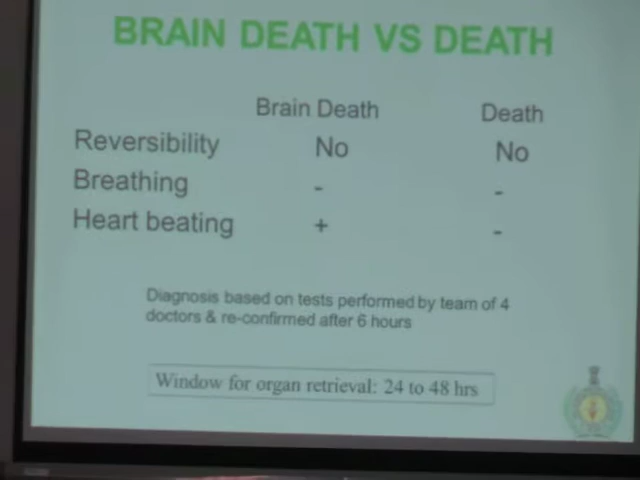 BRAIN DEATH VS DEATH
Brain Death Death
Reversibility No No
Breathing - -
Heart beating + -
Diagnosis based on tests performed by team of 4
doctors & re-confirmed after 6 hours
Window for organ retrieval: 24 to 48 hrs